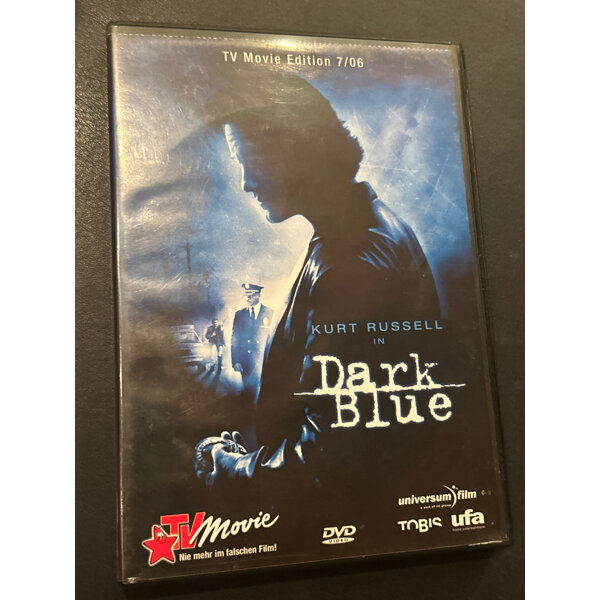 TV Movie Edition 7/06
KURT RUSSELL
IN
Dark
Blue
universum film
TV Movie
Nie mehr im falschen Film!
DVD
VIDEO
TOBIS
ufa